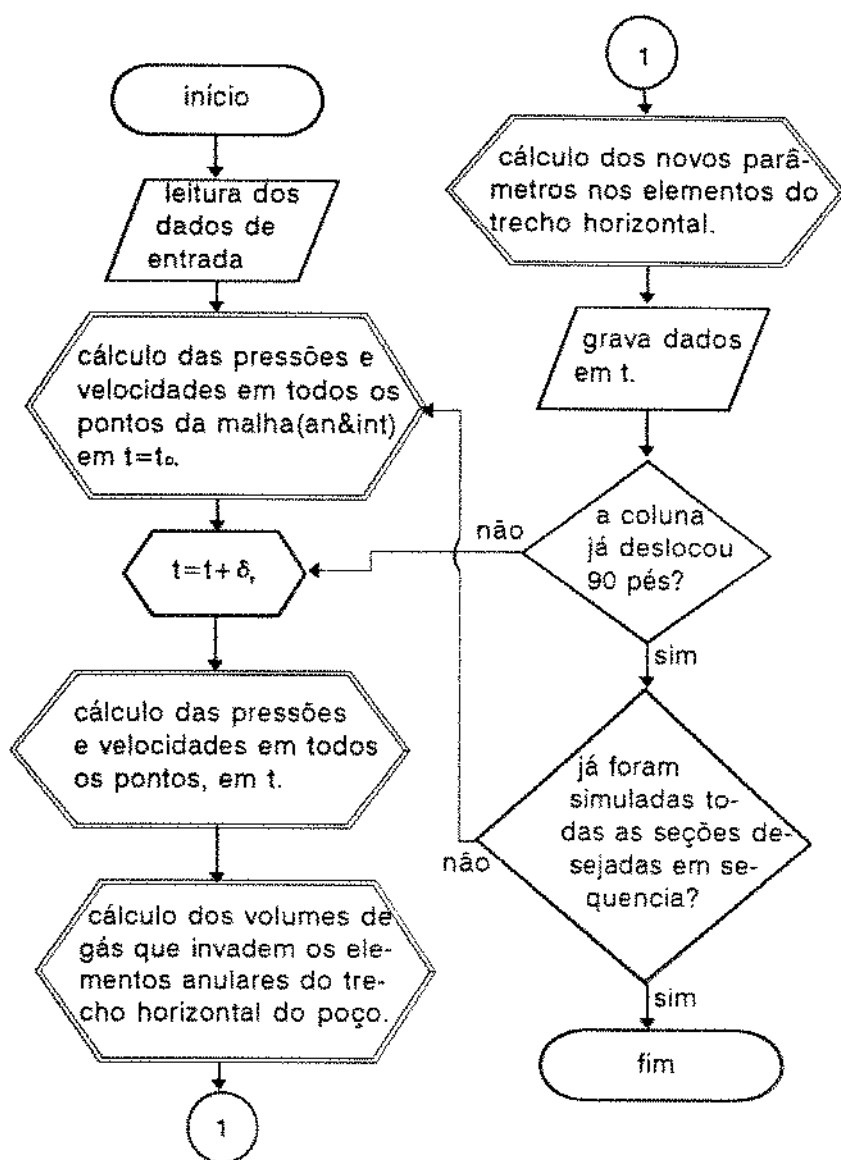 início
leitura dos
dados de
entrada
cálculo das pressões e
velocidades em todos os
pontos da malha(an&int)
em t=t₀.
t=t+ δₜ
cálculo das pressões
e velocidades em todos
os pontos, em t.
cálculo dos volumes de
gás que invadem os ele-
mentos anulares do tre-
cho horizontal do poço.
1
1
cálculo dos novos parâ-
metros nos elementos do
trecho horizontal.
grava dados
em t.
não
a coluna
já deslocou
90 pés?
sim
já foram
simuladas to-
das as seções de-
sejadas em se-
quencia?
não
sim
fim